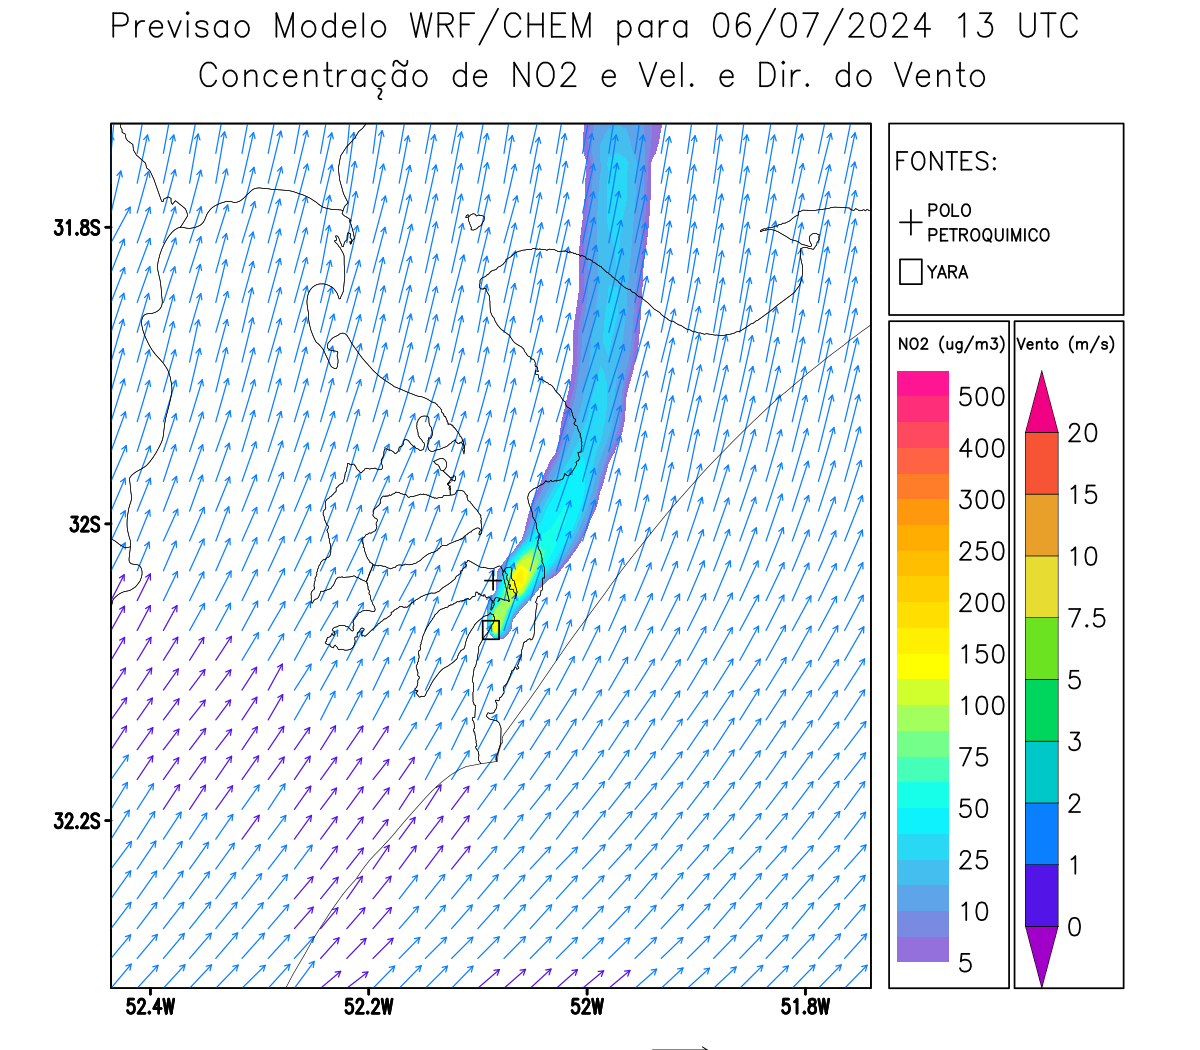 Previsao Modelo WRF/CHEM para 06/07/2024 13 UTC
Concentração de NO2 e Vel. e Dir. do Vento
FONTES:
POLO
PETROQUIMICO
YARA
NO2 (ug/m3)
500
400
300
250
200
150
100
75
50
25
10
5
Vento (m/s)
20
15
10
7.5
5
3
2
1
0
31.8S
32S
32.2S
52.4W
52.2W
52W
51.8W